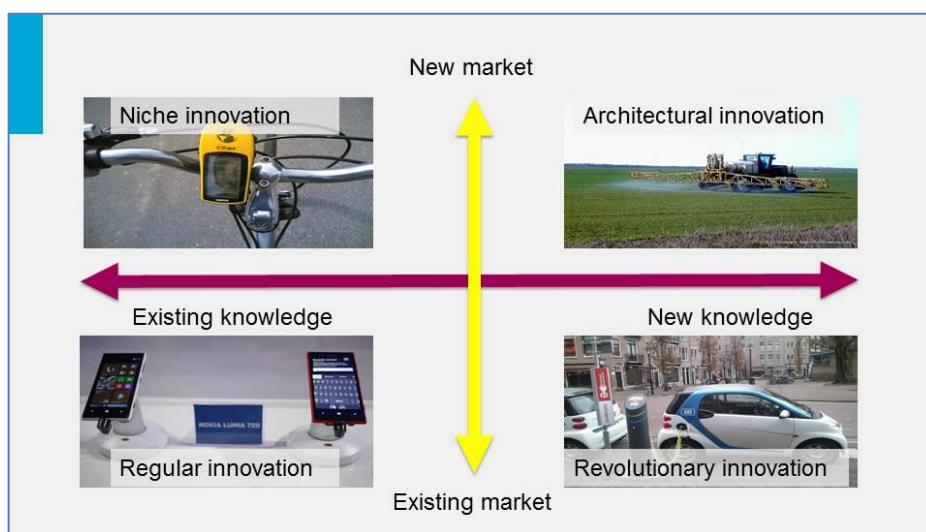 New market
Niche innovation
Architectural innovation
etrex
Existing knowledge
New knowledge
NOKIA LUMIA 720
Regular innovation
Revolutionary innovation
Existing market